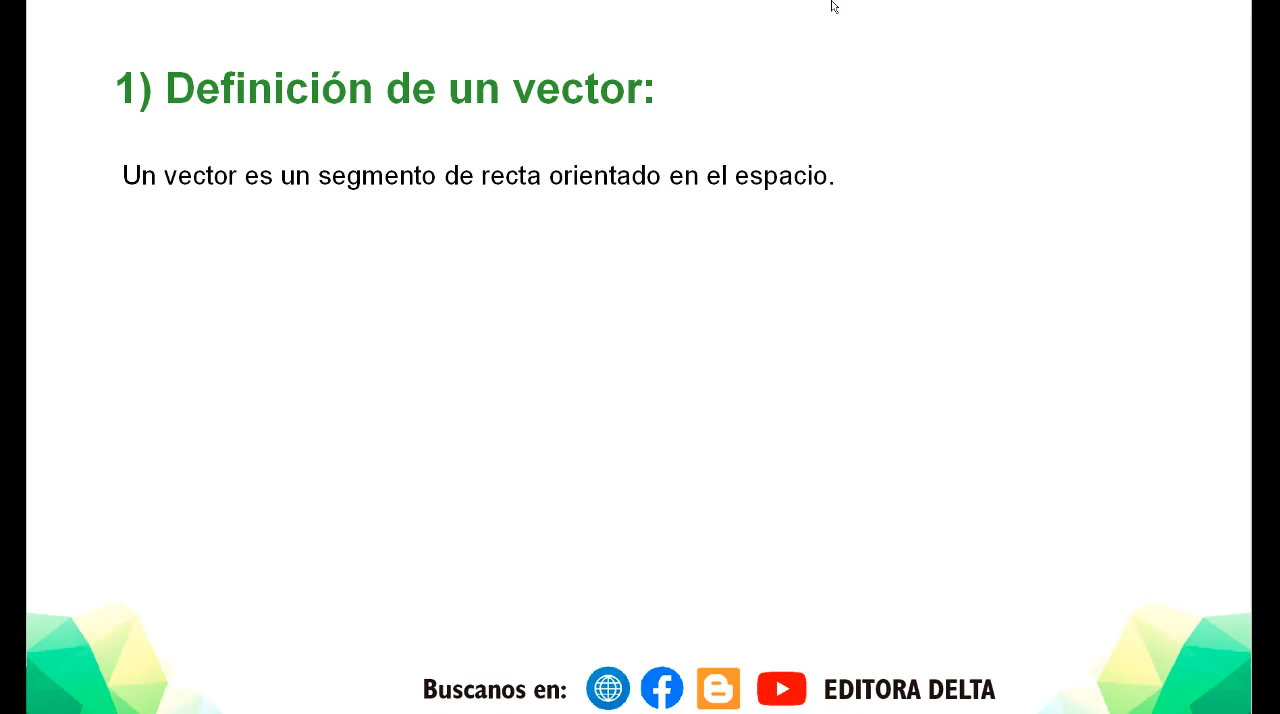 1) Definición de un vector:
Un vector es un segmento de recta orientado en el espacio.
Buscanos en: EDITORA DELTA